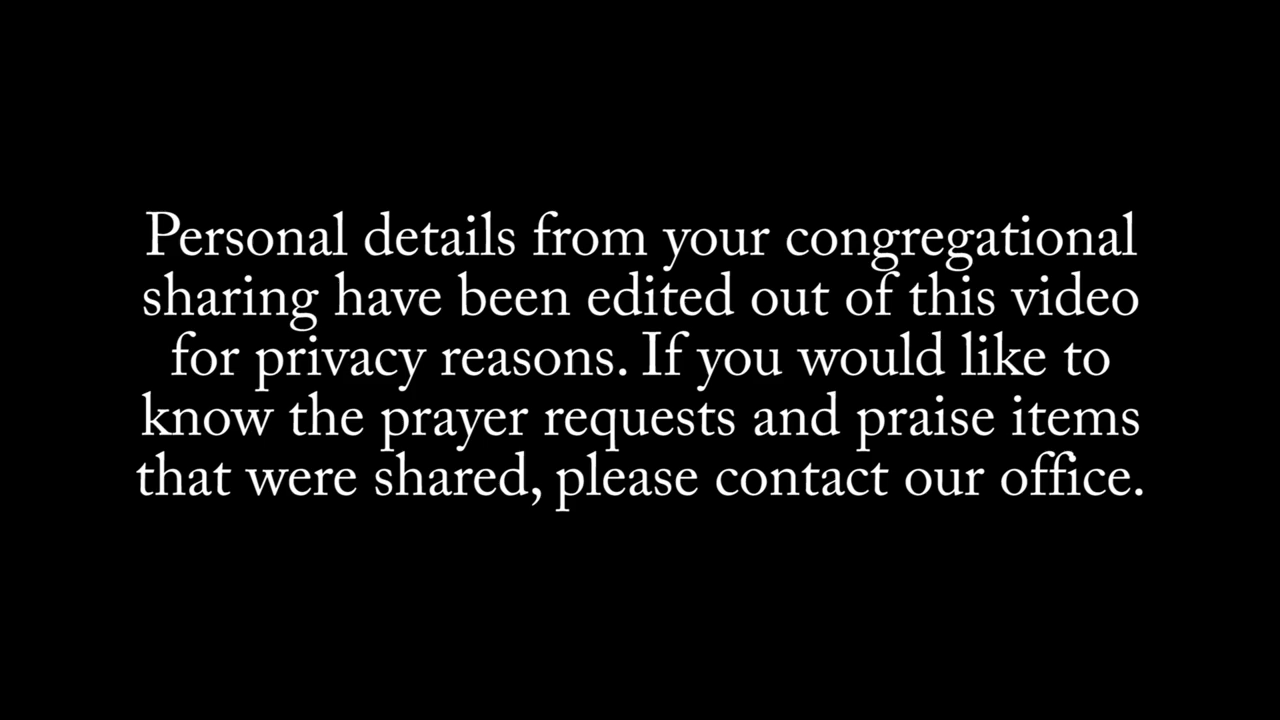 Personal details from your congregational
sharing have been edited out of this video
for privacy reasons. If you would like to
know the prayer requests and praise items
that were shared, please contact our office.